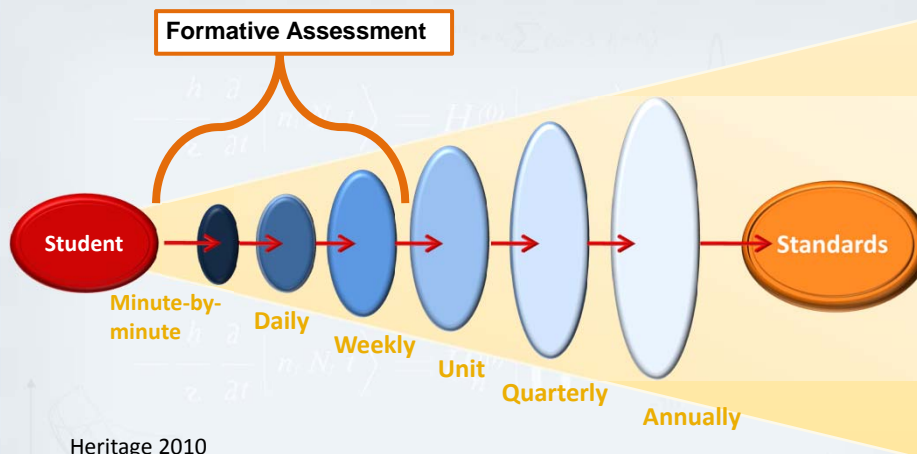 Formative Assessment
Student
Standards
Minute-by-
minute
Daily
Weekly
Unit
Quarterly
Annually
Heritage 2010